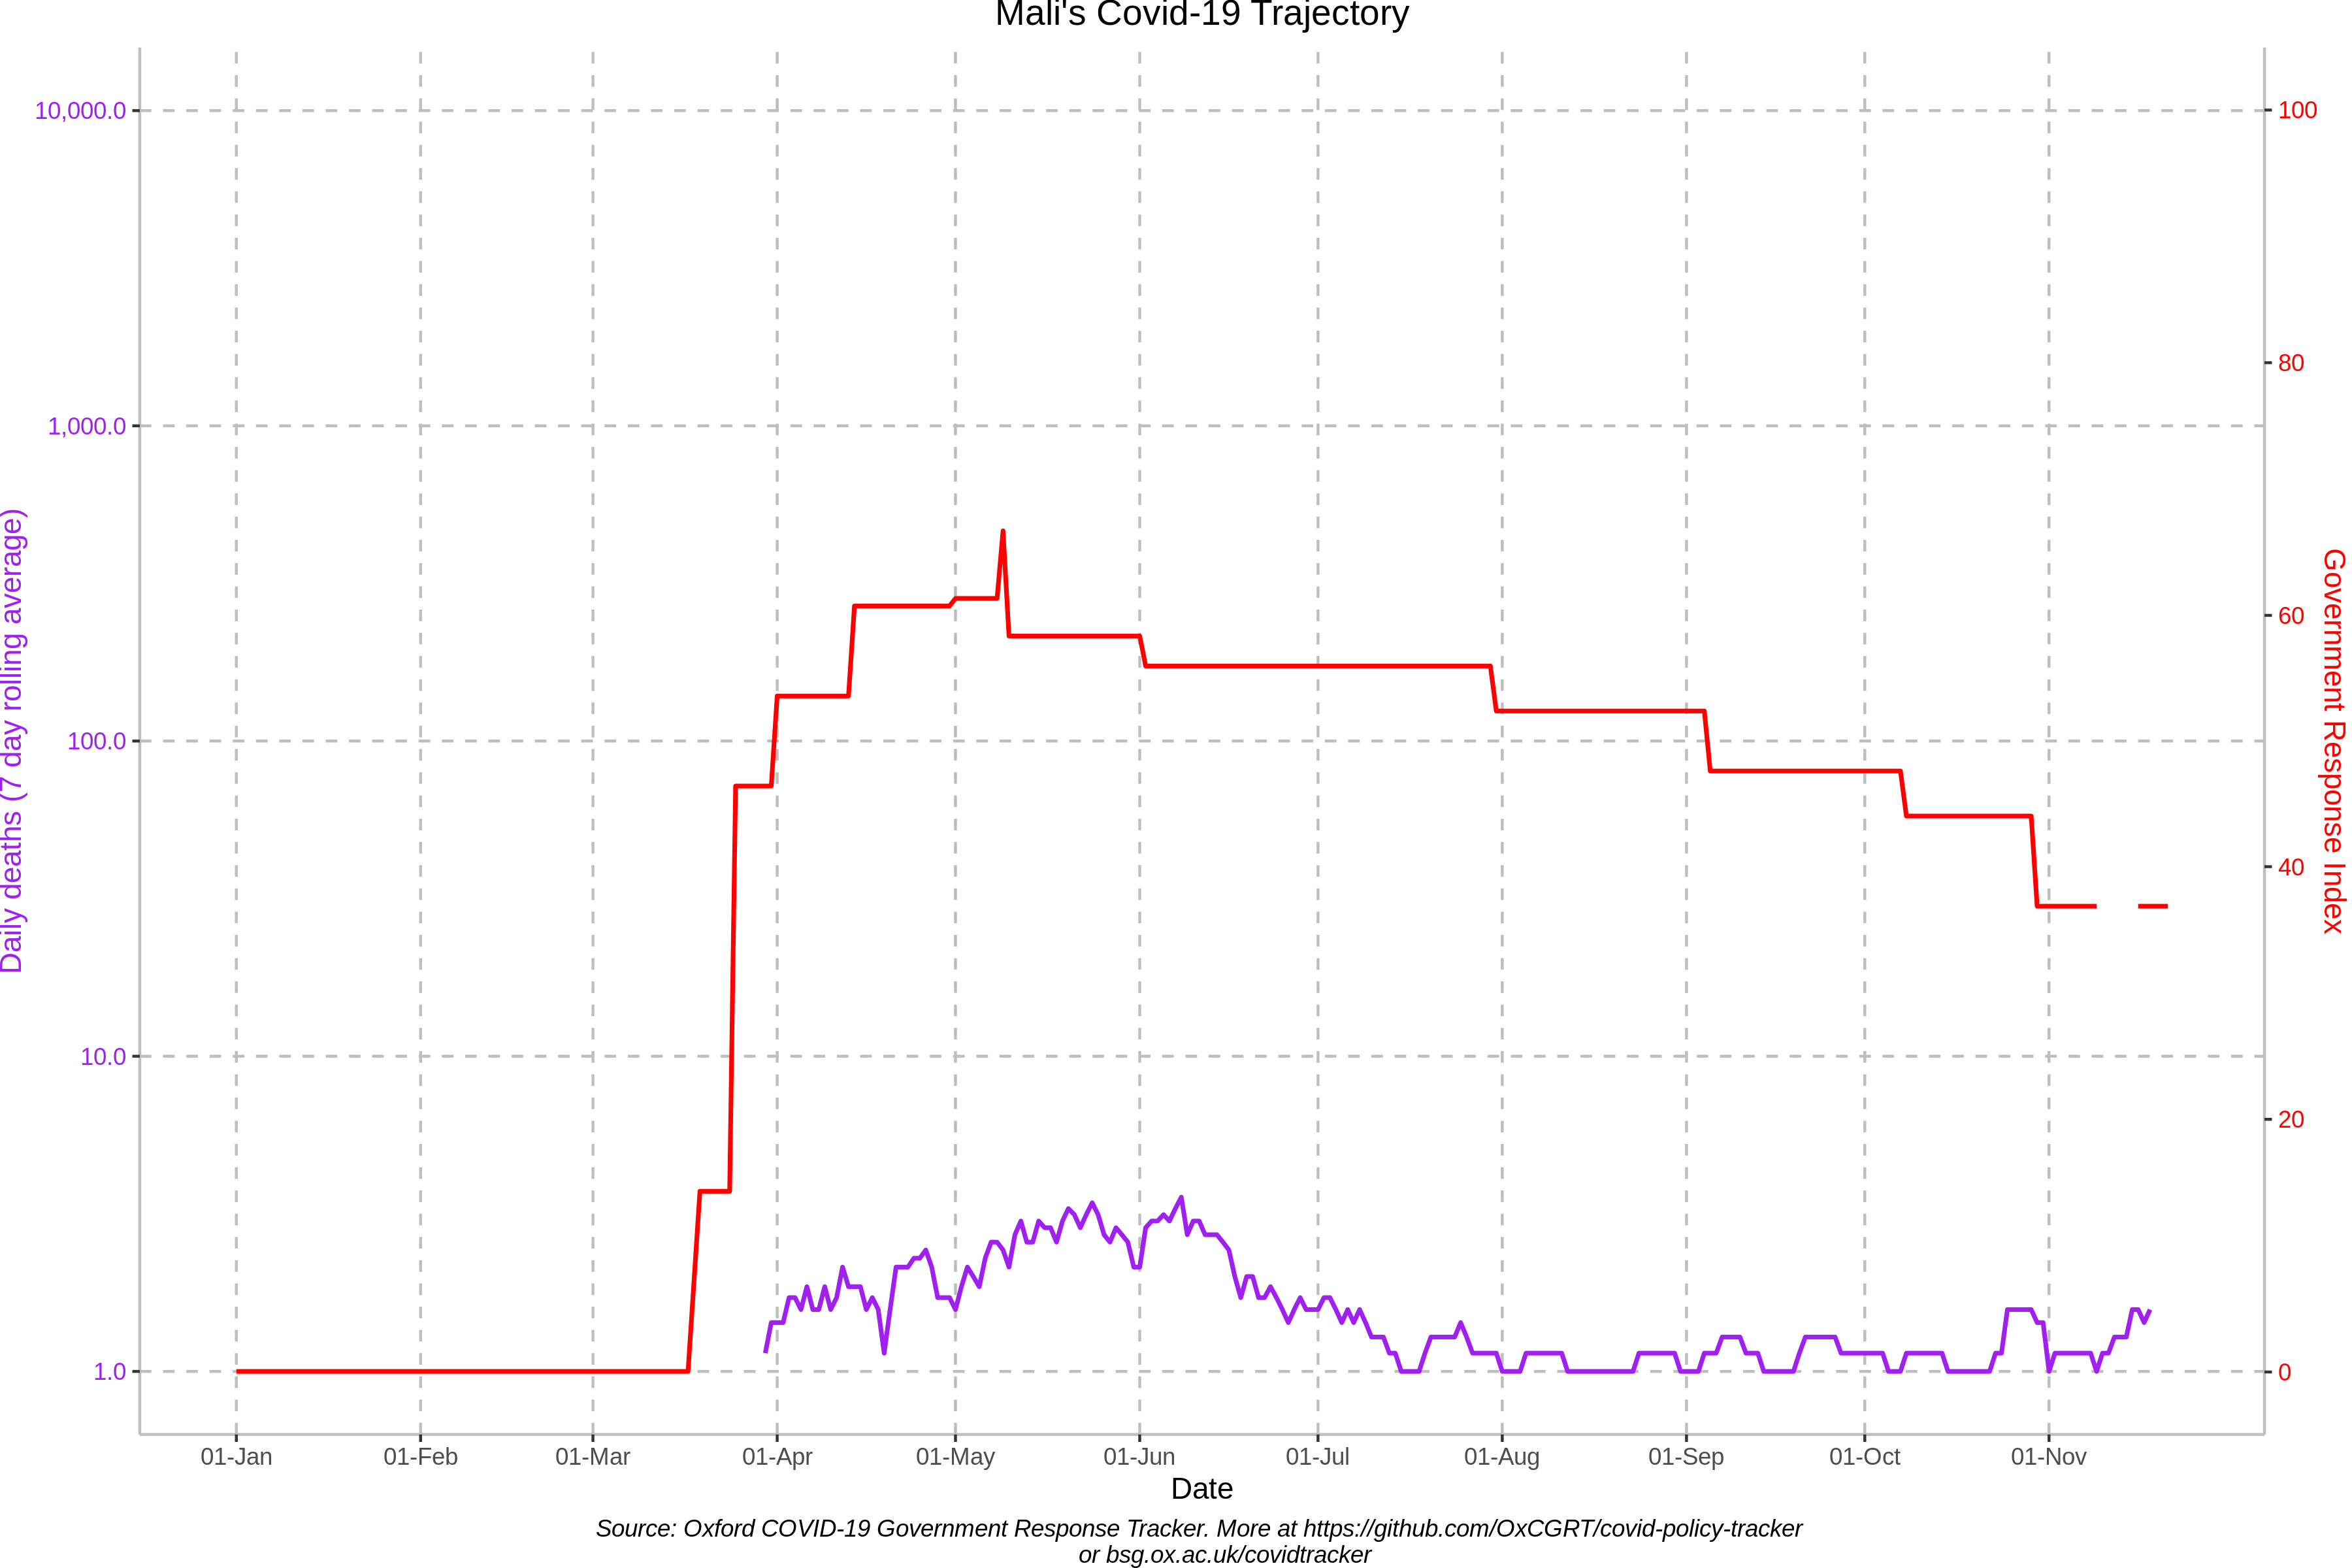 Mali's Covid-19 Trajectory
Daily deaths (7 day rolling average)
10,000.0
1,000.0
100.0
10.0
1.0
100
80
60
40
20
0
Government Response Index
01-Jan 01-Feb 01-Mar 01-Apr 01-May 01-Jun 01-Jul 01-Aug 01-Sep 01-Oct 01-Nov
Date
Source: Oxford COVID-19 Government Response Tracker. More at https://github.com/OxCGRT/covid-policy-tracker
or bsg.ox.ac.uk/covidtracker